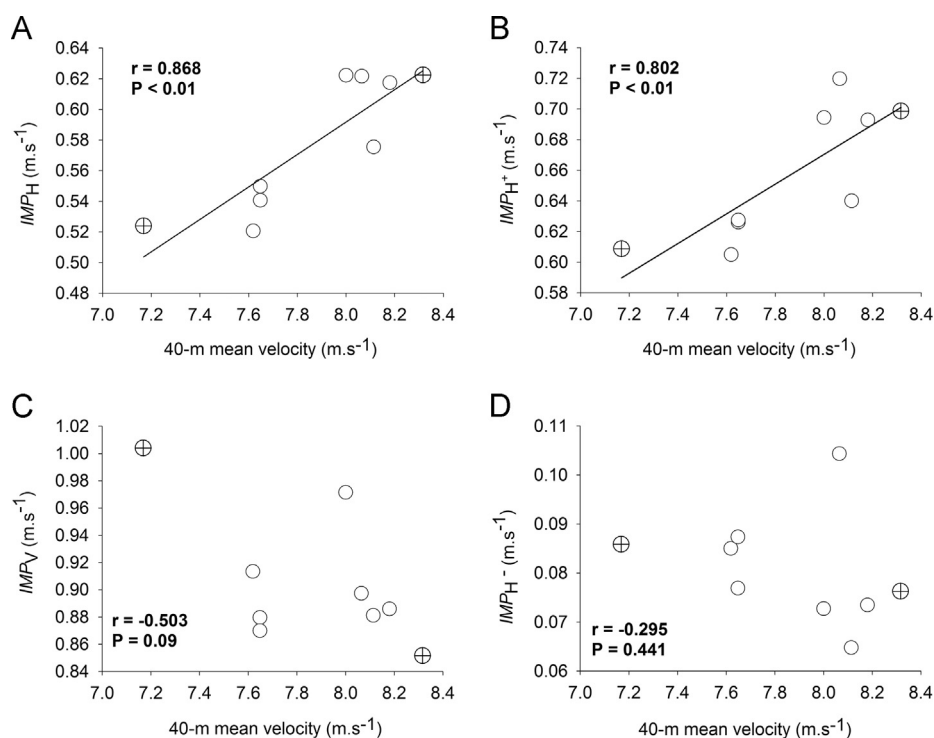 A
r = 0.868
P < 0.01
0.64
0.62
0.60
0.58
0.56
0.54
0.52
0.50
0.48
IMP_H (m.s⁻¹)
7.0 7.2 7.4 7.6 7.8 8.0 8.2 8.4
40-m mean velocity (m.s⁻¹)
B
r = 0.802
P < 0.01
0.74
0.72
0.70
0.68
0.66
0.64
0.62
0.60
0.58
IMP_H⁺ (m.s⁻¹)
7.0 7.2 7.4 7.6 7.8 8.0 8.2 8.4
40-m mean velocity (m.s⁻¹)
C
1.02
1.00
0.96
0.92
0.90
0.88
0.86
0.84
IMP_V (m.s⁻¹)
r = -0.503
P = 0.09
7.0 7.2 7.4 7.6 7.8 8.0 8.2 8.4
40-m mean velocity (m.s⁻¹)
D
0.11
0.10
0.09
0.08
0.07
0.06
IMP_H⁻ (m.s⁻¹)
r = -0.295
P = 0.441
7.0 7.2 7.4 7.6 7.8 8.0 8.2 8.4
40-m mean velocity (m.s⁻¹)